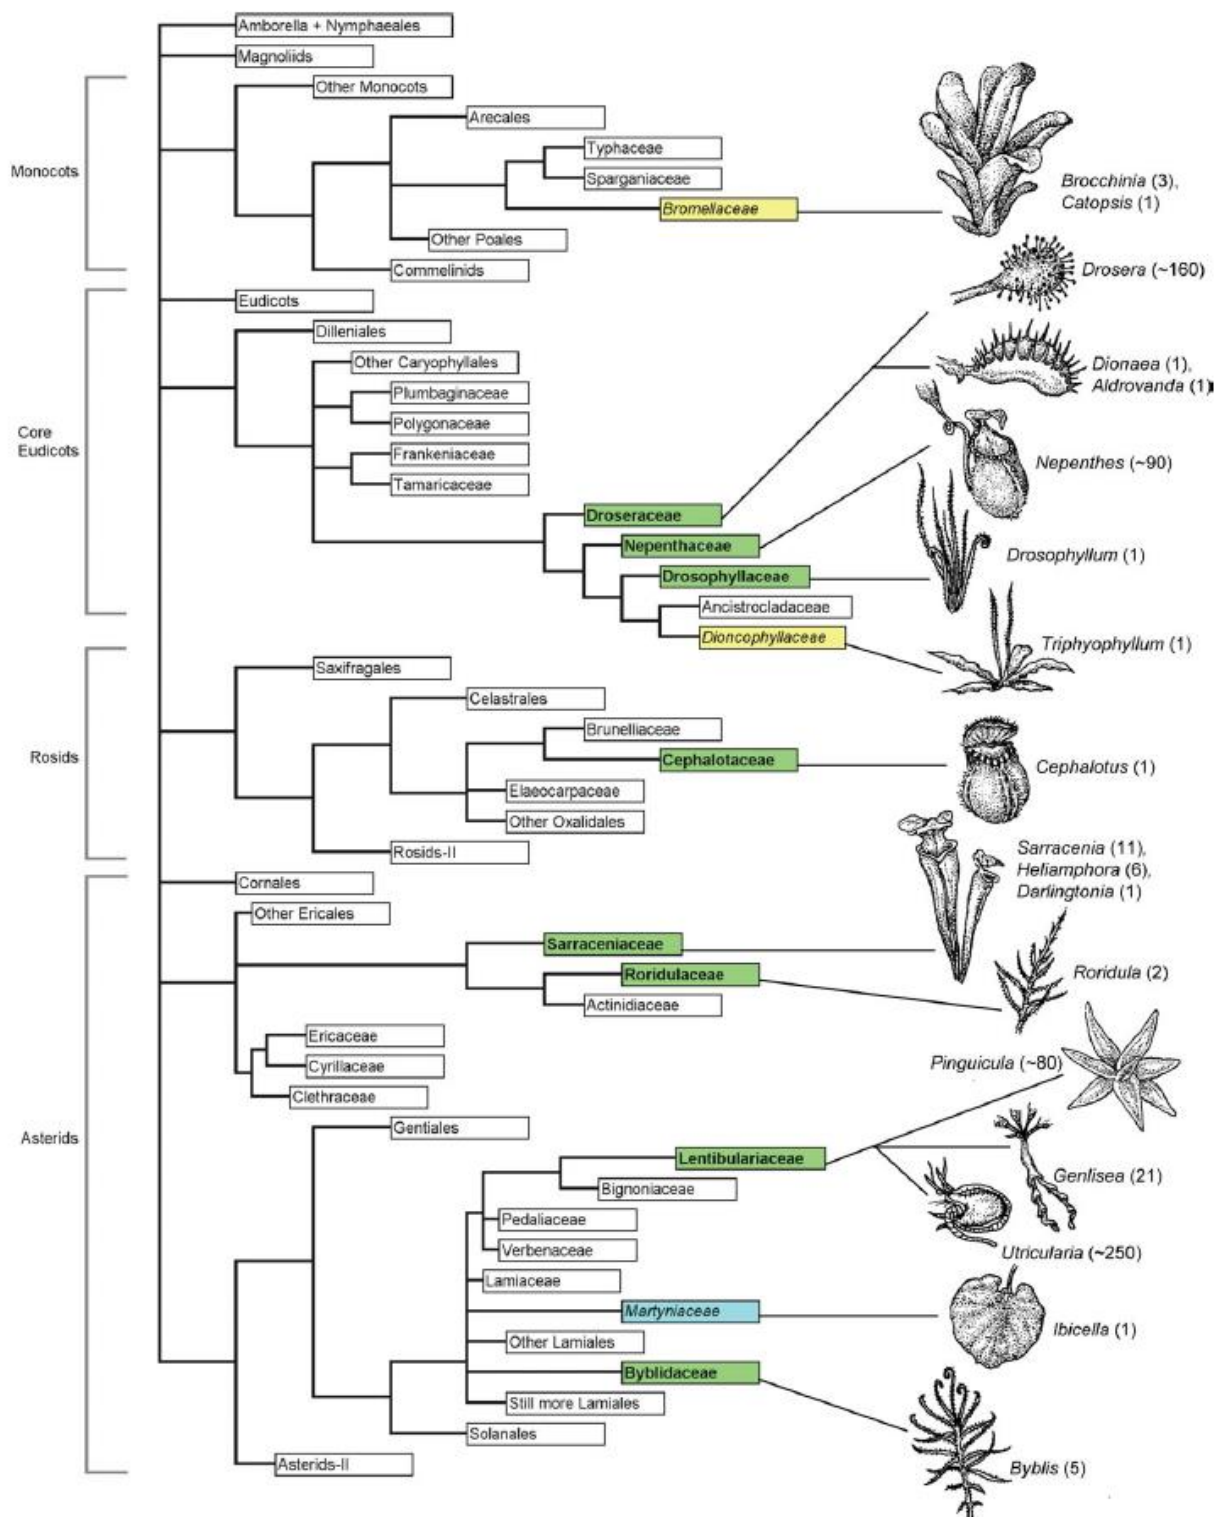 Amborella + Nymphaeales
Magnoliids
Other Monocots
Arecales
Typhaceae
Sparganiaceae
Monocots
Bromellaceae
Brocchinia (3),
Catopsis (1)
Other Poales
Commelinids
Drosera (~160)
Eudicots
Dilleniales
Other Caryophyllales
Dionaea (1),
Aldrovanda (1)
Plumbaginaceae
Polygonaceae
Core
Eudicots
Frankeniaceae
Tamaricaceae
Nepenthes (~90)
Droseraceae
Nepenthaceae
Drosophyllum (1)
Drosophyllaceae
Ancistrocladaceae
Dioncophyllaceae
Triphyophyllum (1)
Saxifragales
Celastrales
Brunelliaceae
Rosids
Cephalotaceae
Cephalotus (1)
Elaeocarpaceae
Other Oxalidales
Rosids-II
Sarracenia (11),
Heliamphora (6),
Darlingtonia (1)
Cornales
Other Ericales
Sarraceniaceae
Roridulaceae
Roridula (2)
Actinidiaceae
Ericaceae
Cyrillaceae
Clethraceae
Pinguicula (~80)
Gentiales
Asterids
Lentibulariaceae
Bignoniaceae
Genlisea (21)
Pedaliaceae
Verbenaceae
Utricularia (~250)
Lamiaceae
Martyniaceae
Ibicella (1)
Other Lamiales
Byblidaceae
Still more Lamiales
Solanales
Asterids-II
Byblis (5)